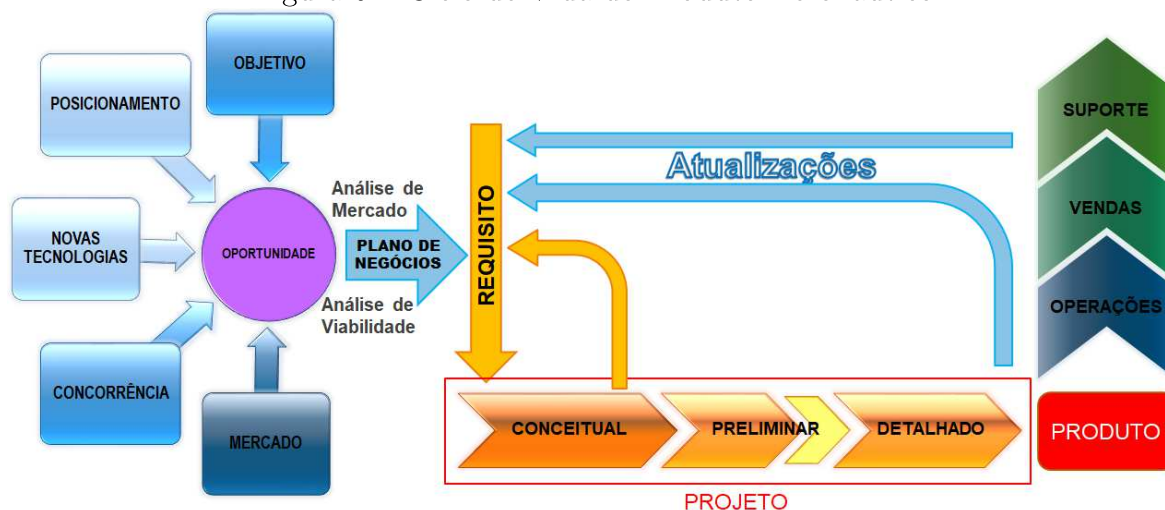 OBJETIVO
POSICIONAMENTO
NOVAS
TECNOLOGIAS
OPORTUNIDADE
CONCORRÊNCIA
MERCADO
Análise de
Mercado
PLANO DE
NEGÓCIOS
Análise de
Viabilidade
REQUISITO
Atualizações
CONCEITUAL
PRELIMINAR
DETALHADO
PROJETO
SUPORTE
VENDAS
OPERAÇÕES
PRODUTO